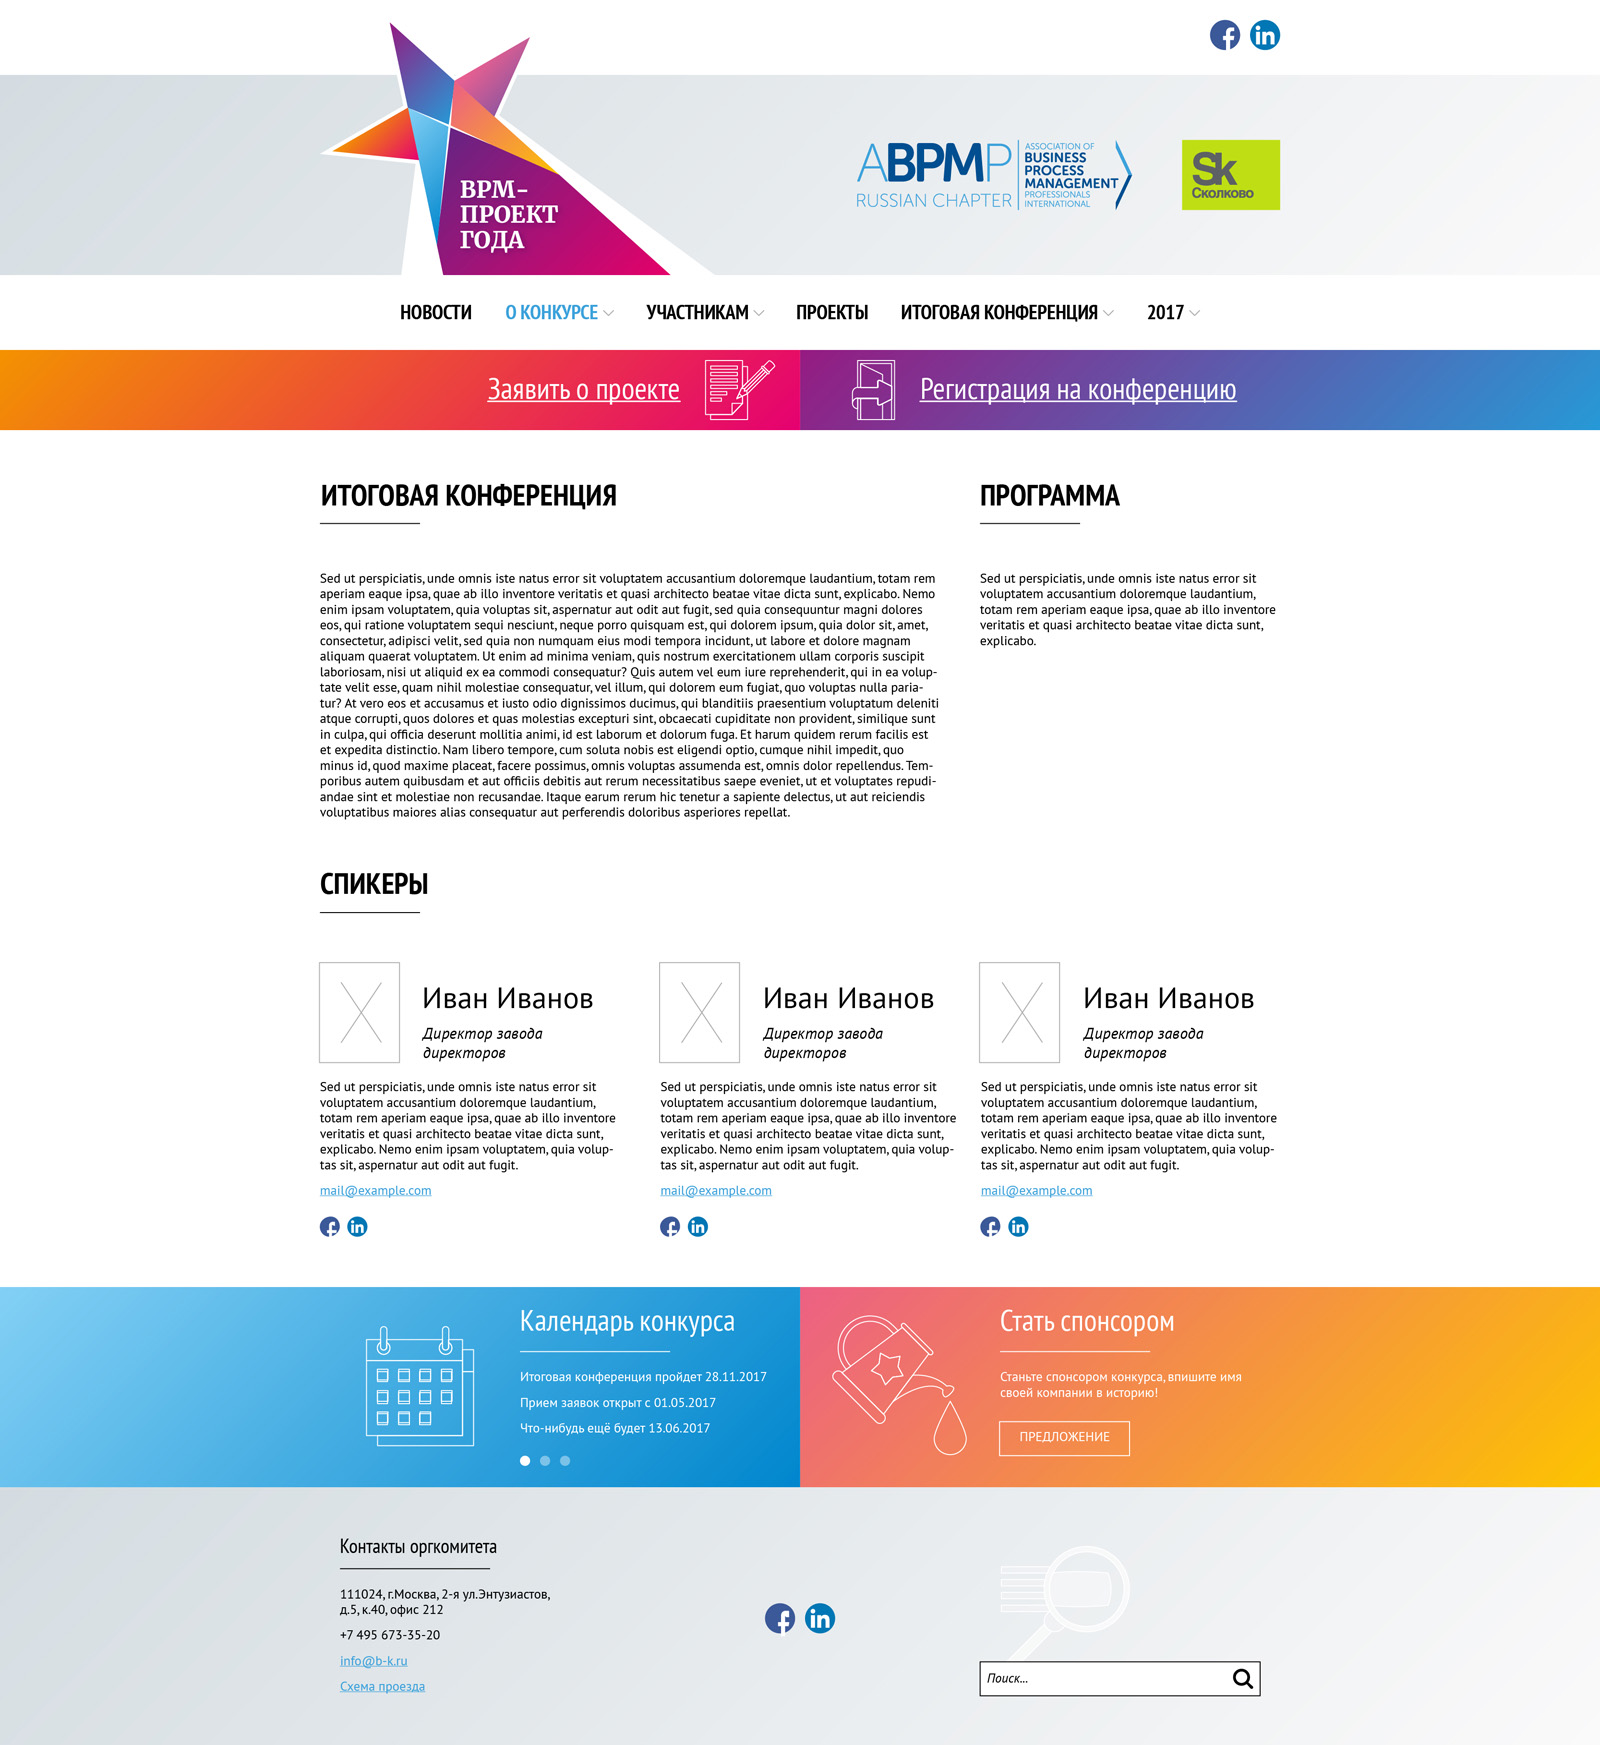 BPM-
ПРОЕКТ
ГОДА
ABPMP
RUSSIAN CHAPTER
ASSOCIATION OF
BUSINESS
PROCESS
MANAGEMENT
PROFESSIONALS
INTERNATIONAL
Sk
Сколково
НОВОСТИ О КОНКУРСЕ УЧАСТНИКАМ ПРОЕКТЫ ИТОГОВАЯ КОНФЕРЕНЦИЯ 2017
Заявить о проекте
Регистрация на конференцию
ИТОГОВАЯ КОНФЕРЕНЦИЯ
Sed ut perspiciatis, unde omnis iste natus error sit voluptatem accusantium doloremque laudantium, totam rem
aperiam eaque ipsa, quae ab illo inventore veritatis et quasi architecto beatae vitae dicta sunt, explicabo. Nemo
enim ipsam voluptatem, quia voluptas sit, aspernatur aut odit aut fugit, sed quia consequuntur magni dolores
eos, qui ratione voluptatem sequi nesciunt, neque porro quisquam est, qui dolorem ipsum, quia dolor sit, amet,
consectetur, adipisci velit, sed quia non numquam eius modi tempora incidunt, ut labore et dolore magnam
aliquam quaerat voluptatem. Ut enim ad minima veniam, quis nostrum exercitationem ullam corporis suscipit
laboriosam, nisi ut aliquid ex ea commodi consequatur? Quis autem vel eum iure reprehenderit, qui in ea volup-
tate velit esse, quam nihil molestiae consequatur, vel illum, qui dolorem eum fugiat, quo voluptas nulla paria-
tur? At vero eos et accusamus et iusto odio dignissimos ducimus, qui blanditiis praesentium voluptatum deleniti
atque corrupti, quos dolores et quas molestias excepturi sint, obcaecati cupiditate non provident, similique sunt
in culpa, qui officia deserunt mollitia animi, id est laborum et dolorum fuga. Et harum quidem rerum facilis est
et expedita distinctio. Nam libero tempore, cum soluta nobis est eligendi optio, cumque nihil impedit, quo
minus id, quod maxime placeat, facere possimus, omnis voluptas assumenda est, omnis dolor repellendus. Tem-
poribus autem quibusdam et aut officiis debitis aut rerum necessitatibus saepe eveniet, ut et voluptates repudi-
andae sint et molestiae non recusandae. Itaque earum rerum hic tenetur a sapiente delectus, ut aut reiciendis
voluptatibus maiores alias consequatur aut perferendis doloribus asperiores repellat.
ПРОГРАММА
Sed ut perspiciatis, unde omnis iste natus error sit
voluptatem accusantium doloremque laudantium,
totam rem aperiam eaque ipsa, quae ab illo inventore
veritatis et quasi architecto beatae vitae dicta sunt,
explicabo.
СПИКЕРЫ
Иван Иванов
Директор завода
директоров
Sed ut perspiciatis, unde omnis iste natus error sit
voluptatem accusantium doloremque laudantium,
totam rem aperiam eaque ipsa, quae ab illo inventore
veritatis et quasi architecto beatae vitae dicta sunt,
explicabo. Nemo enim ipsam voluptatem, quia volup-
tas sit, aspernatur aut odit aut fugit.
mail@example.com
Иван Иванов
Директор завода
директоров
Sed ut perspiciatis, unde omnis iste natus error sit
voluptatem accusantium doloremque laudantium,
totam rem aperiam eaque ipsa, quae ab illo inventore
veritatis et quasi architecto beatae vitae dicta sunt,
explicabo. Nemo enim ipsam voluptatem, quia volup-
tas sit, aspernatur aut odit aut fugit.
mail@example.com
Иван Иванов
Директор завода
директоров
Sed ut perspiciatis, unde omnis iste natus error sit
voluptatem accusantium doloremque laudantium,
totam rem aperiam eaque ipsa, quae ab illo inventore
veritatis et quasi architecto beatae vitae dicta sunt,
explicabo. Nemo enim ipsam voluptatem, quia volup-
tas sit, aspernatur aut odit aut fugit.
mail@example.com
Календарь конкурса
Итоговая конференция пройдет 28.11.2017
Прием заявок открыт с 01.05.2017
Что-нибудь ещё будет 13.06.2017
Стать спонсором
Станьте спонсором конкурса, впишите имя
своей компании в историю!
ПРЕДЛОЖЕНИЕ
Контакты оргкомитета
111024, г.Москва, 2-я ул.Энтузиастов,
д.5, к.40, офис 212
+7 495 673-35-20
info@b-k.ru
Схема проезда
Поиск...